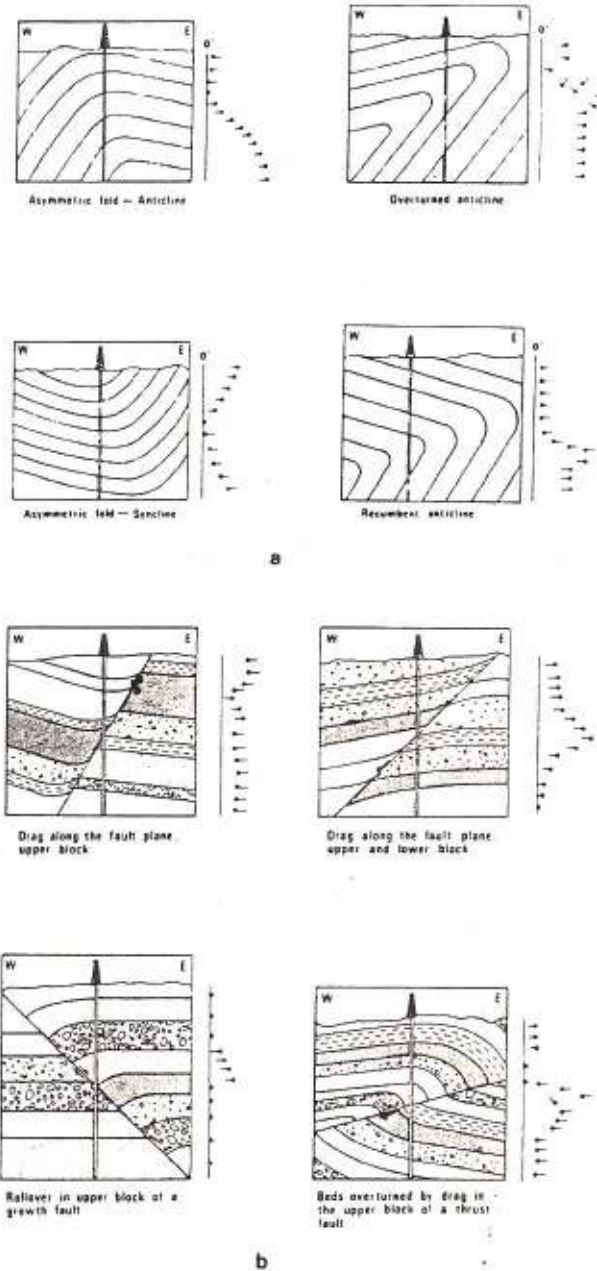 W E
0°
Asymmetric fold — Anticline
W E
0°
Overturned anticline
W E
0°
Asymmetric fold — Syncline
W E
0°
Recumbent anticline
a
W E
Drag along the fault plane,
upper block
W E
Drag along the fault plane
upper and lower block
W E
Rollover in upper block of a
growth fault
W E
Beds overturned by drag in
the upper block of a thrust
fault
b